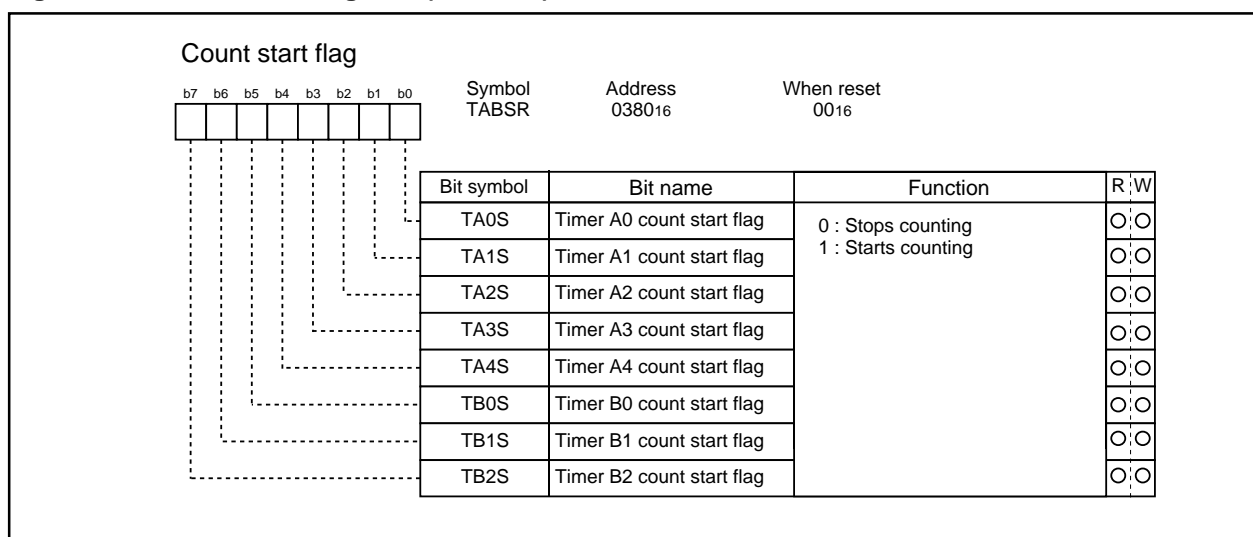 Count start flag
b7 b6 b5 b4 b3 b2 b1 b0
Symbol Address When reset
TABSR 038016 0016
Bit symbol Bit name Function R W
TA0S Timer A0 count start flag 0 : Stops counting
1 : Starts counting
TA1S Timer A1 count start flag
TA2S Timer A2 count start flag
TA3S Timer A3 count start flag
TA4S Timer A4 count start flag
TB0S Timer B0 count start flag
TB1S Timer B1 count start flag
TB2S Timer B2 count start flag